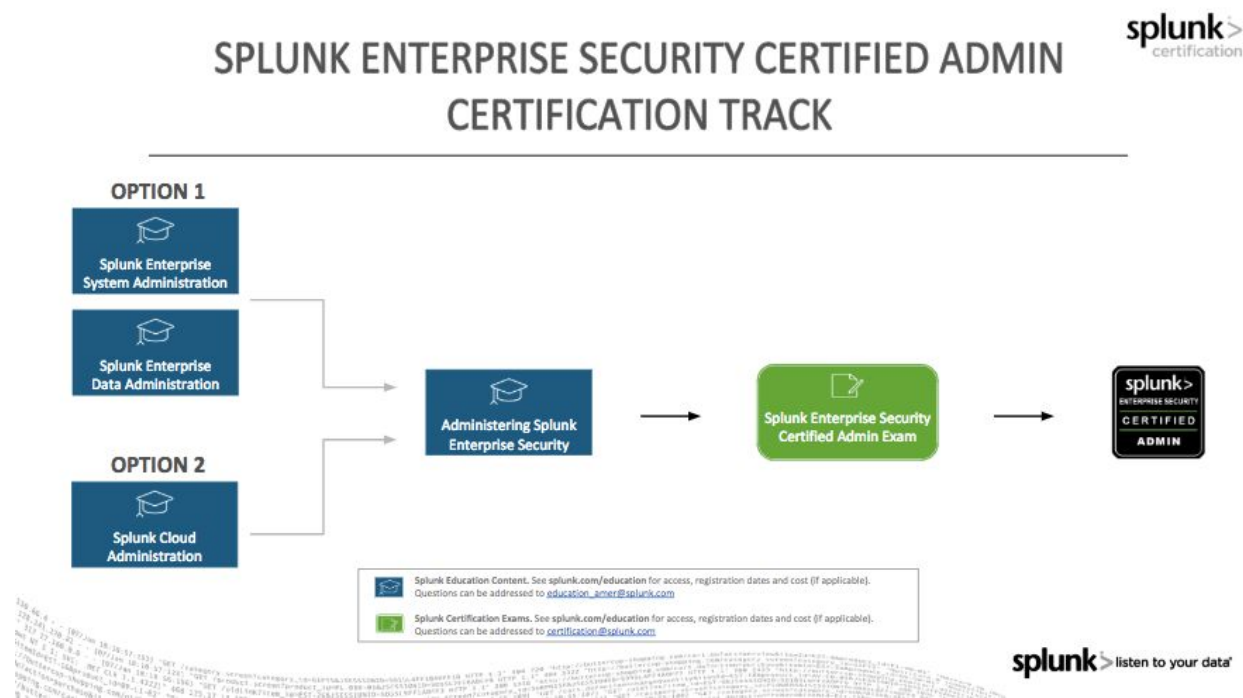 splunk>
certification
SPLUNK ENTERPRISE SECURITY CERTIFIED ADMIN
CERTIFICATION TRACK
OPTION 1
Splunk Enterprise
System Administration
Splunk Enterprise
Data Administration
OPTION 2
Splunk Cloud
Administration
Administering Splunk
Enterprise Security
Splunk Enterprise Security
Certified Admin Exam
splunk>
ENTERPRISE SECURITY
CERTIFIED
ADMIN
Splunk Education Content. See splunk.com/education for access, registration dates and cost (if applicable).
Questions can be addressed to education_amer@splunk.com
Splunk Certification Exams. See splunk.com/education for access, registration dates and cost (if applicable).
Questions can be addressed to certification@splunk.com
splunk> listen to your data